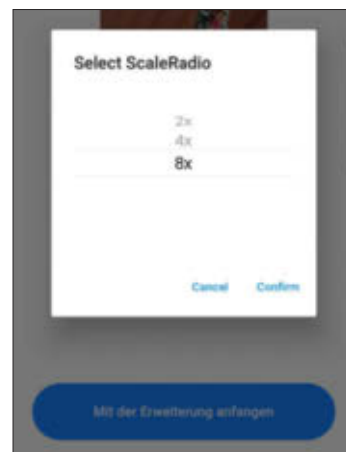 Select ScaleRadio
2x
4x
8x
Cancel Confirm
Mit der Erweiterung anfangen